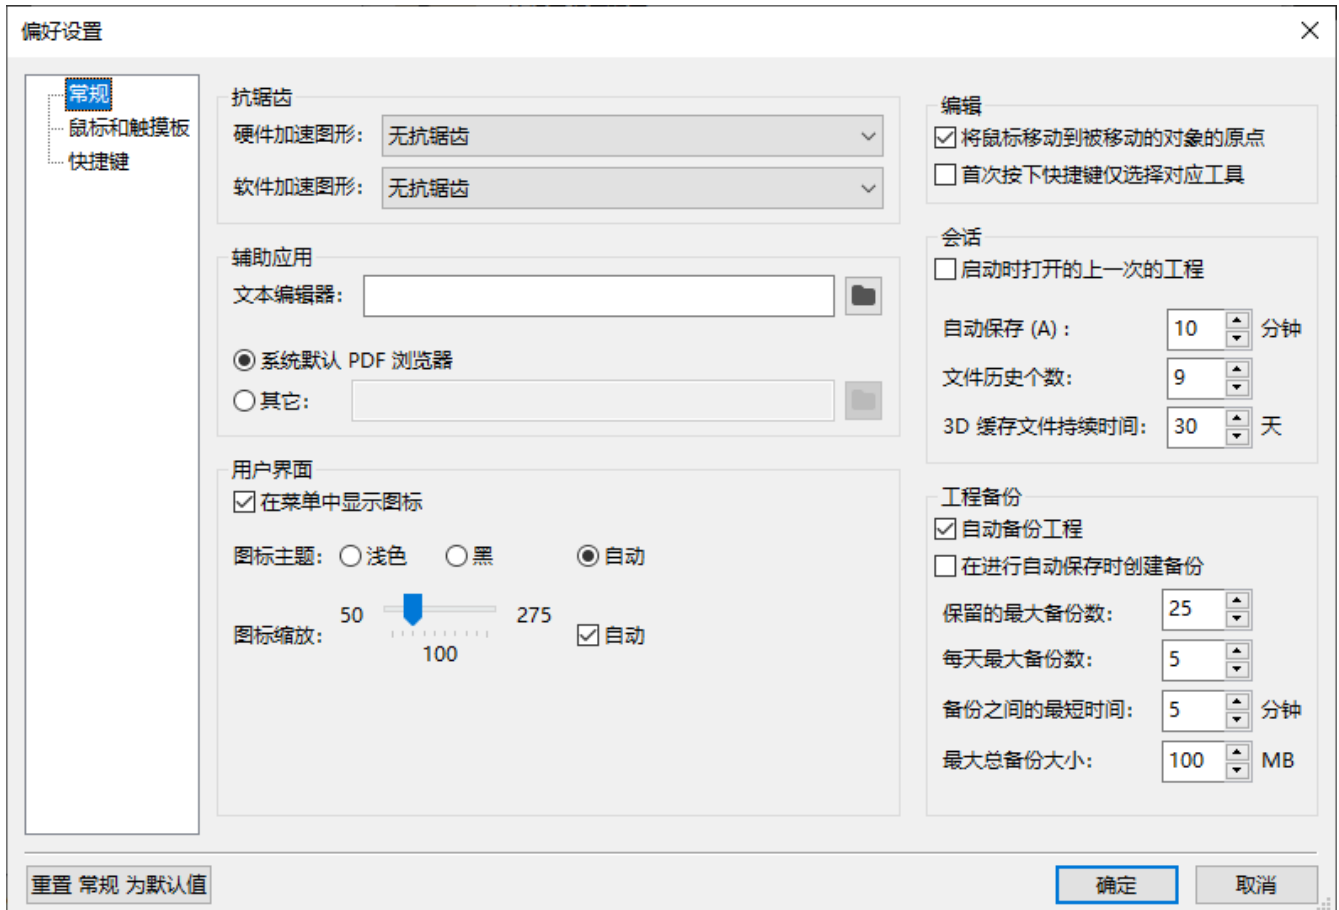 偏好设置
常规
鼠标和触摸板
快捷键
抗锯齿
硬件加速图形: 无抗锯齿
软件加速图形: 无抗锯齿
辅助应用
文本编辑器:
系统默认 PDF 浏览器
其它:
用户界面
在菜单中显示图标
图标主题: 浅色 黑 自动
图标缩放: 50 275 自动
100
编辑
将鼠标移动到被移动的对象的原点
首次按下快捷键仅选择对应工具
会话
启动时打开的上一次的工程
自动保存 (A) : 10 分钟
文件历史个数: 9
3D 缓存文件持续时间: 30 天
工程备份
自动备份工程
在进行自动保存时创建备份
保留的最大备份数: 25
每天最大备份数: 5
备份之间的最短时间: 5 分钟
最大总备份大小: 100 MB
重置 常规 为默认值
确定
取消